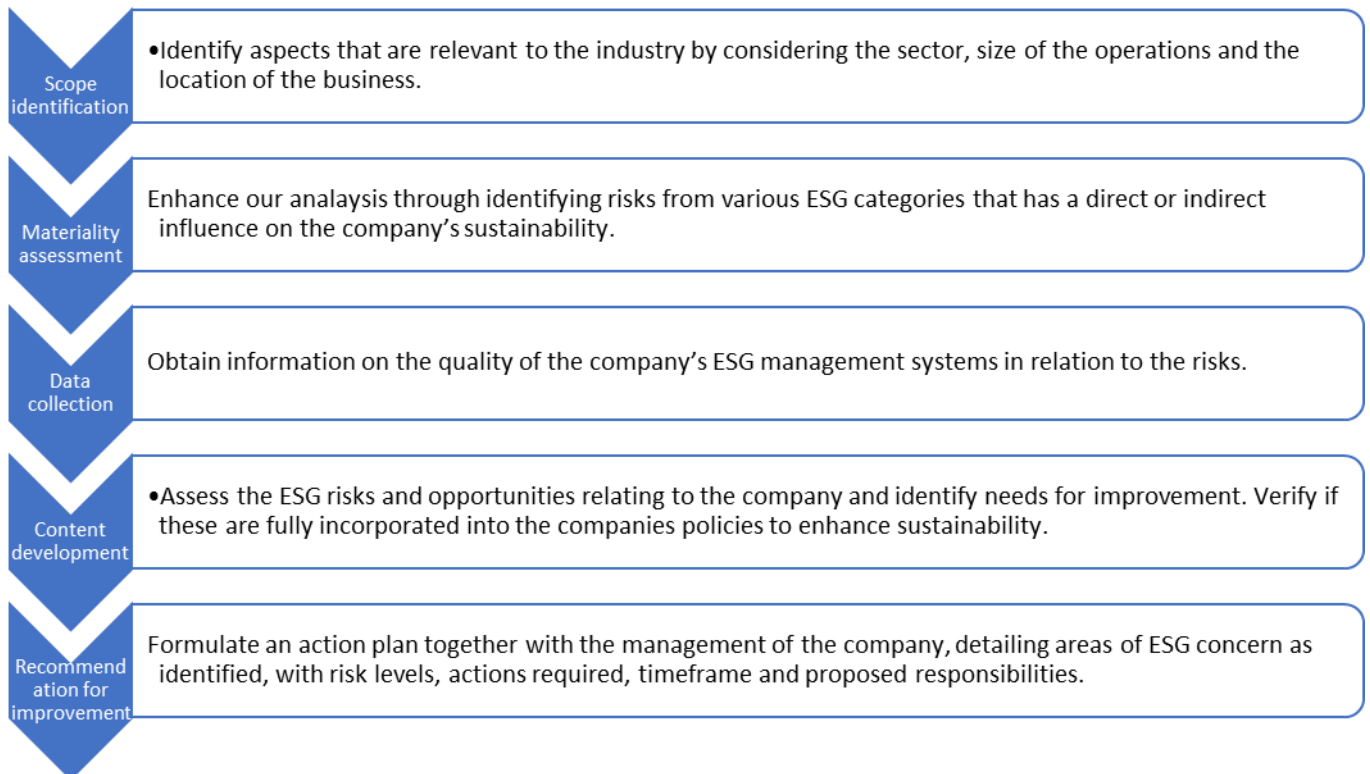 Scope
identification
•Identify aspects that are relevant to the industry by considering the sector, size of the operations and the
location of the business.
Materiality
assessment
Enhance our analaysis through identifying risks from various ESG categories that has a direct or indirect
influence on the company’s sustainability.
Data
collection
Obtain information on the quality of the company’s ESG management systems in relation to the risks.
Content
development
•Assess the ESG risks and opportunities relating to the company and identify needs for improvement. Verify if
these are fully incorporated into the companies policies to enhance sustainability.
Recommend
ation for
improvement
Formulate an action plan together with the management of the company, detailing areas of ESG concern as
identified, with risk levels, actions required, timeframe and proposed responsibilities.